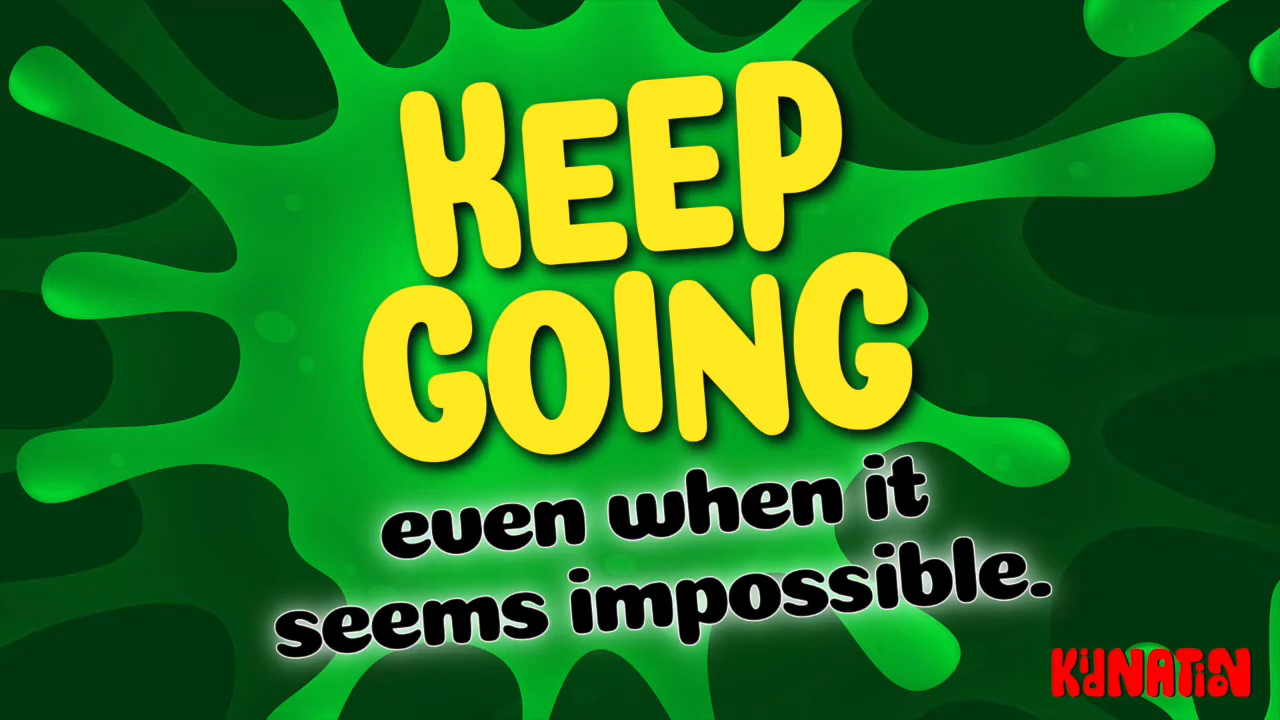 KEEP
GOING
even when it
seems impossible.
KiDNATiON